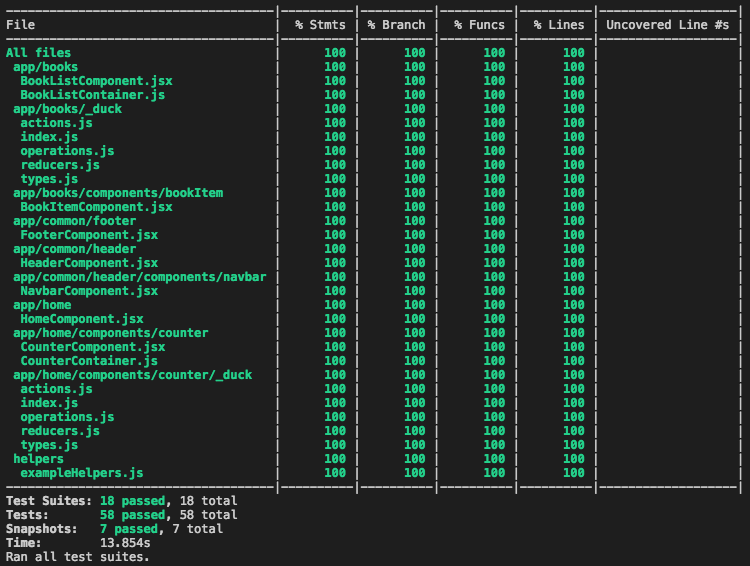 File | % Stmts | % Branch | % Funcs | % Lines | Uncovered Line #s |
All files | 100 | 100 | 100 | 100 | |
app/books | 100 | 100 | 100 | 100 | |
BookListComponent.jsx | 100 | 100 | 100 | 100 | |
BookListContainer.js | 100 | 100 | 100 | 100 | |
app/books/_duck | 100 | 100 | 100 | 100 | |
actions.js | 100 | 100 | 100 | 100 | |
index.js | 100 | 100 | 100 | 100 | |
operations.js | 100 | 100 | 100 | 100 | |
reducers.js | 100 | 100 | 100 | 100 | |
types.js | 100 | 100 | 100 | 100 | |
app/books/components/bookItem | 100 | 100 | 100 | 100 | |
BookItemComponent.jsx | 100 | 100 | 100 | 100 | |
app/common/footer | 100 | 100 | 100 | 100 | |
FooterComponent.jsx | 100 | 100 | 100 | 100 | |
app/common/header | 100 | 100 | 100 | 100 | |
HeaderComponent.jsx | 100 | 100 | 100 | 100 | |
app/common/header/components/navbar | 100 | 100 | 100 | 100 | |
NavbarComponent.jsx | 100 | 100 | 100 | 100 | |
app/home | 100 | 100 | 100 | 100 | |
HomeComponent.jsx | 100 | 100 | 100 | 100 | |
app/home/components/counter | 100 | 100 | 100 | 100 | |
CounterComponent.jsx | 100 | 100 | 100 | 100 | |
CounterContainer.js | 100 | 100 | 100 | 100 | |
app/home/components/counter/_duck | 100 | 100 | 100 | 100 | |
actions.js | 100 | 100 | 100 | 100 | |
index.js | 100 | 100 | 100 | 100 | |
operations.js | 100 | 100 | 100 | 100 | |
reducers.js | 100 | 100 | 100 | 100 | |
types.js | 100 | 100 | 100 | 100 | |
helpers | 100 | 100 | 100 | 100 | |
exampleHelpers.js | 100 | 100 | 100 | 100 | |
Test Suites: 18 passed, 18 total
Tests: 58 passed, 58 total
Snapshots: 7 passed, 7 total
Time: 13.854s
Ran all test suites.